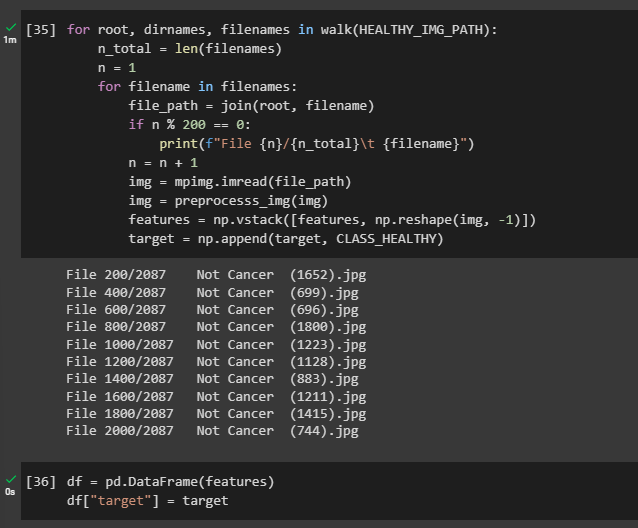 [35] for root, dirnames, filenames in walk(HEALTHY_IMG_PATH):
1m
n_total = len(filenames)
n = 1
for filename in filenames:
file_path = join(root, filename)
if n % 200 == 0:
print(f"File {n}/{n_total}\t {filename}")
n = n + 1
img = mpimg.imread(file_path)
img = preprocesss_img(img)
features = np.vstack([features, np.reshape(img, -1)])
target = np.append(target, CLASS_HEALTHY)
File 200/2087 Not Cancer (1652).jpg
File 400/2087 Not Cancer (699).jpg
File 600/2087 Not Cancer (696).jpg
File 800/2087 Not Cancer (1800).jpg
File 1000/2087 Not Cancer (1223).jpg
File 1200/2087 Not Cancer (1128).jpg
File 1400/2087 Not Cancer (883).jpg
File 1600/2087 Not Cancer (1211).jpg
File 1800/2087 Not Cancer (1415).jpg
File 2000/2087 Not Cancer (744).jpg
[36] df = pd.DataFrame(features)
0s
df["target"] = target